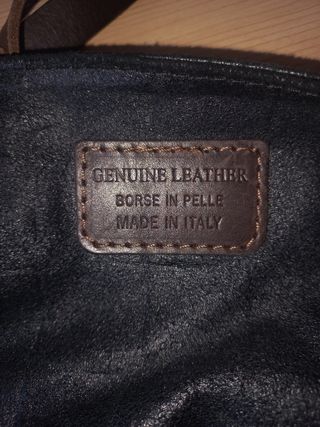 GENUINE LEATHER
BORSE IN PELLE
MADE IN ITALY